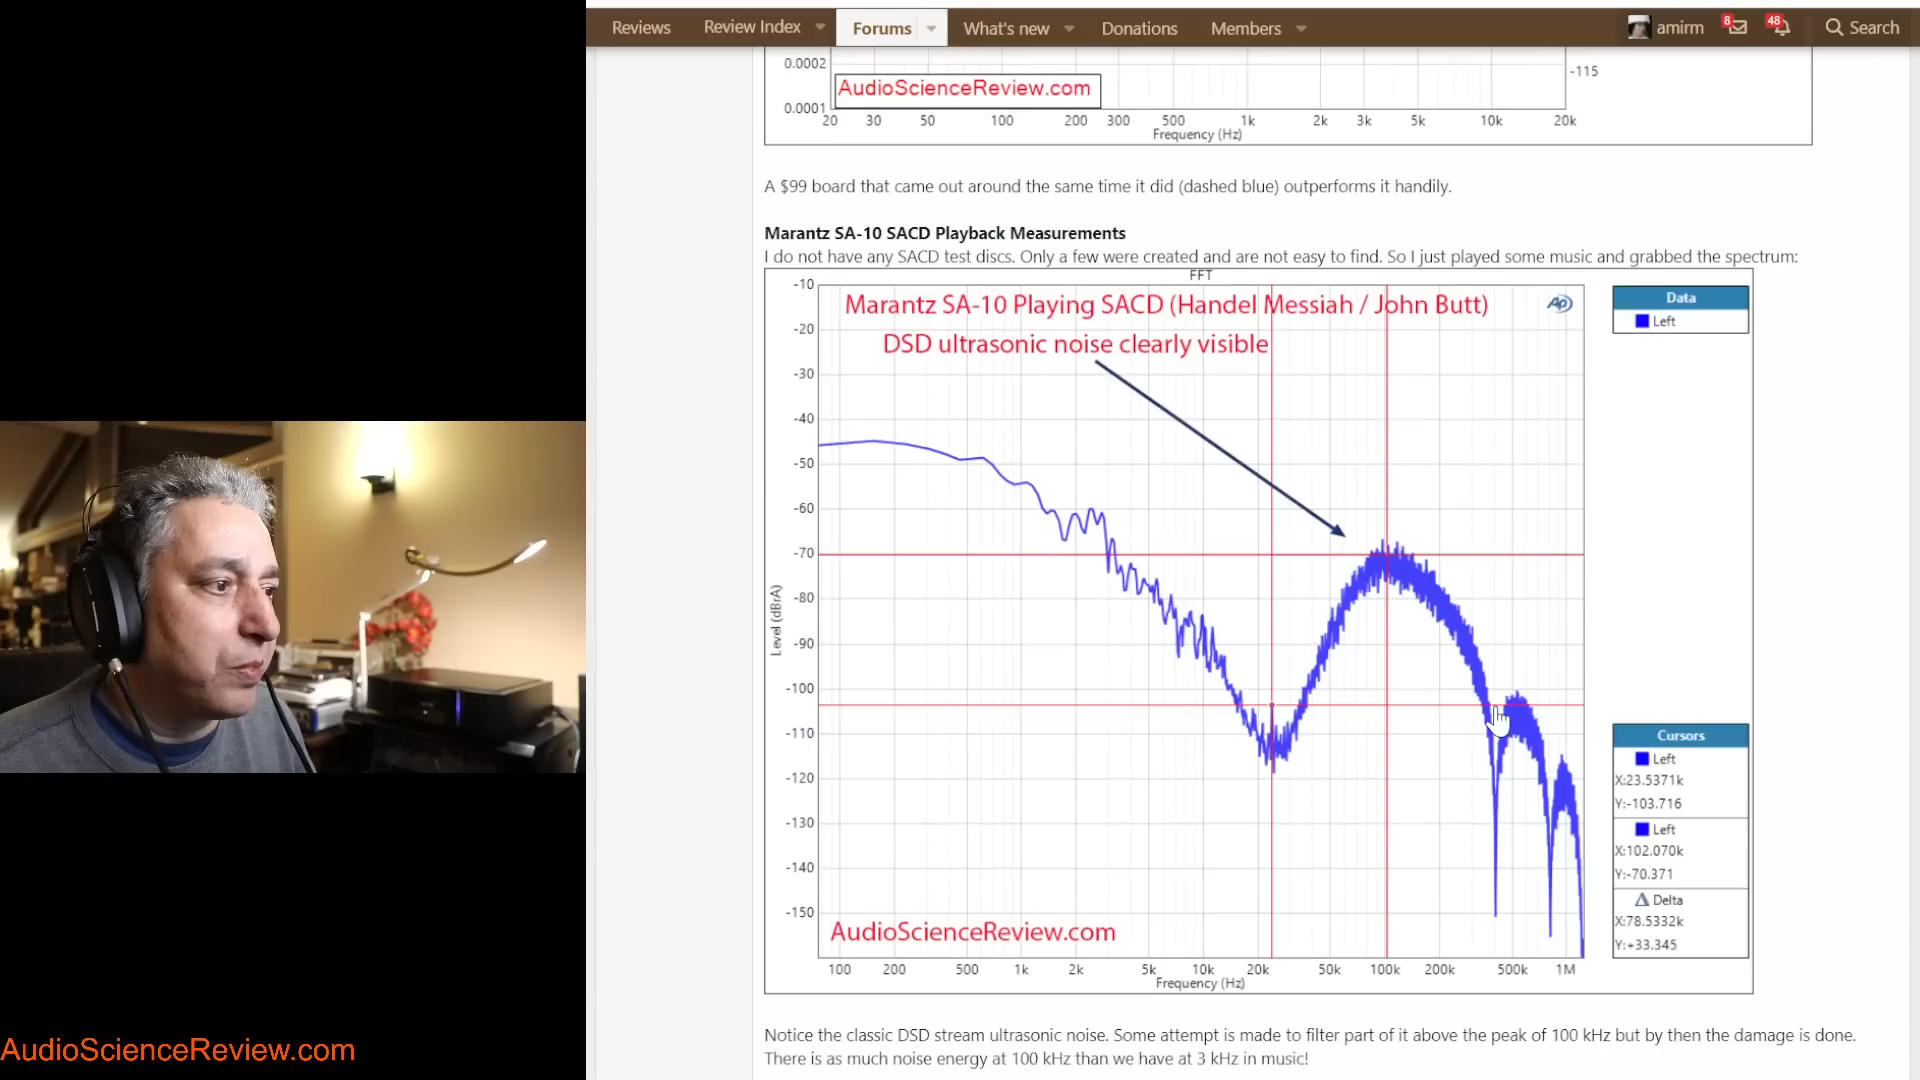 Reviews Review Index Forums What's new Donations Members amirm 8 48 Search
0.0002
-115
AudioScienceReview.com
0.0001
20 30 50 100 200 300 500 1k 2k 3k 5k 10k 20k
Frequency (Hz)
A $99 board that came out around the same time it did (dashed blue) outperforms it handily.
Marantz SA-10 SACD Playback Measurements
I do not have any SACD test discs. Only a few were created and are not easy to find. So I just played some music and grabbed the spectrum:
FFT
Marantz SA-10 Playing SACD (Handel Messiah / John Butt)
DSD ultrasonic noise clearly visible
AP
Data
Left
-10
-20
-30
-40
-50
-60
-70
-80
-90
-100
-110
-120
-130
-140
-150
Level (dBrA)
Cursors
Left
X:23.5371k
Y:-103.716
Left
X:102.070k
Y:-70.371
Delta
X:78.5332k
Y:+33.345
AudioScienceReview.com
100 200 500 1k 2k 5k 10k 20k 50k 100k 200k 500k 1M
Frequency (Hz)
Notice the classic DSD stream ultrasonic noise. Some attempt is made to filter part of it above the peak of 100 kHz but by then the damage is done.
There is as much noise energy at 100 kHz than we have at 3 kHz in music!
AudioScienceReview.com